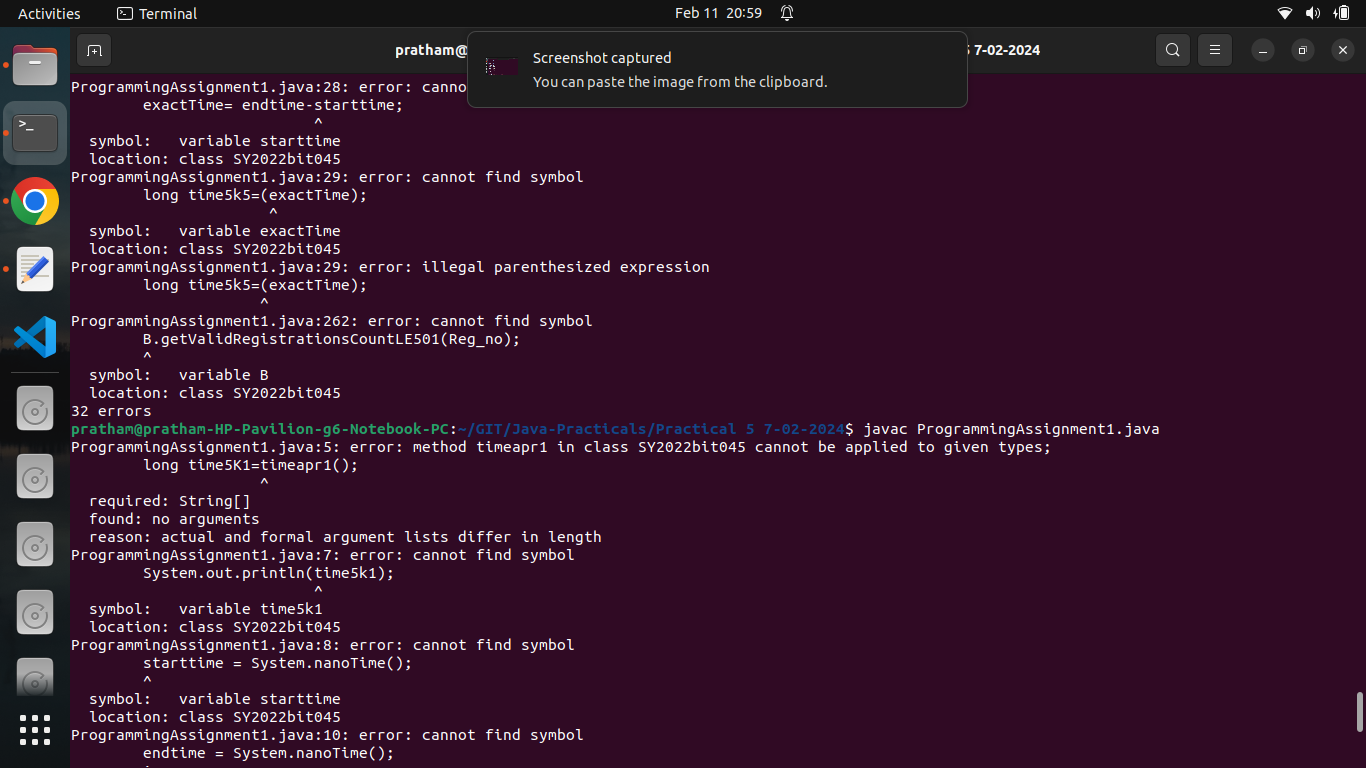 Activities
Terminal
Feb 11 20:59
pratham@
5 7-02-2024
Screenshot captured
You can paste the image from the clipboard.
ProgrammingAssignment1.java:28: error: canno
exactTime= endtime-starttime;
^
symbol:   variable starttime
location: class SY2022bit045
ProgrammingAssignment1.java:29: error: cannot find symbol
long time5k5=(exactTime);
^
symbol:   variable exactTime
location: class SY2022bit045
ProgrammingAssignment1.java:29: error: illegal parenthesized expression
long time5k5=(exactTime);
^
ProgrammingAssignment1.java:262: error: cannot find symbol
B.getValidRegistrationsCountLE501(Reg_no);
^
symbol:   variable B
location: class SY2022bit045
32 errors
pratham@pratham-HP-Pavilion-g6-Notebook-PC:~/GIT/Java-Practicals/Practical 5 7-02-2024$ javac ProgrammingAssignment1.java
ProgrammingAssignment1.java:5: error: method timeapr1 in class SY2022bit045 cannot be applied to given types;
long time5K1=timeapr1();
^
required: String[]
found: no arguments
reason: actual and formal argument lists differ in length
ProgrammingAssignment1.java:7: error: cannot find symbol
System.out.println(time5k1);
^
symbol:   variable time5k1
location: class SY2022bit045
ProgrammingAssignment1.java:8: error: cannot find symbol
starttime = System.nanoTime();
^
symbol:   variable starttime
location: class SY2022bit045
ProgrammingAssignment1.java:10: error: cannot find symbol
endtime = System.nanoTime();